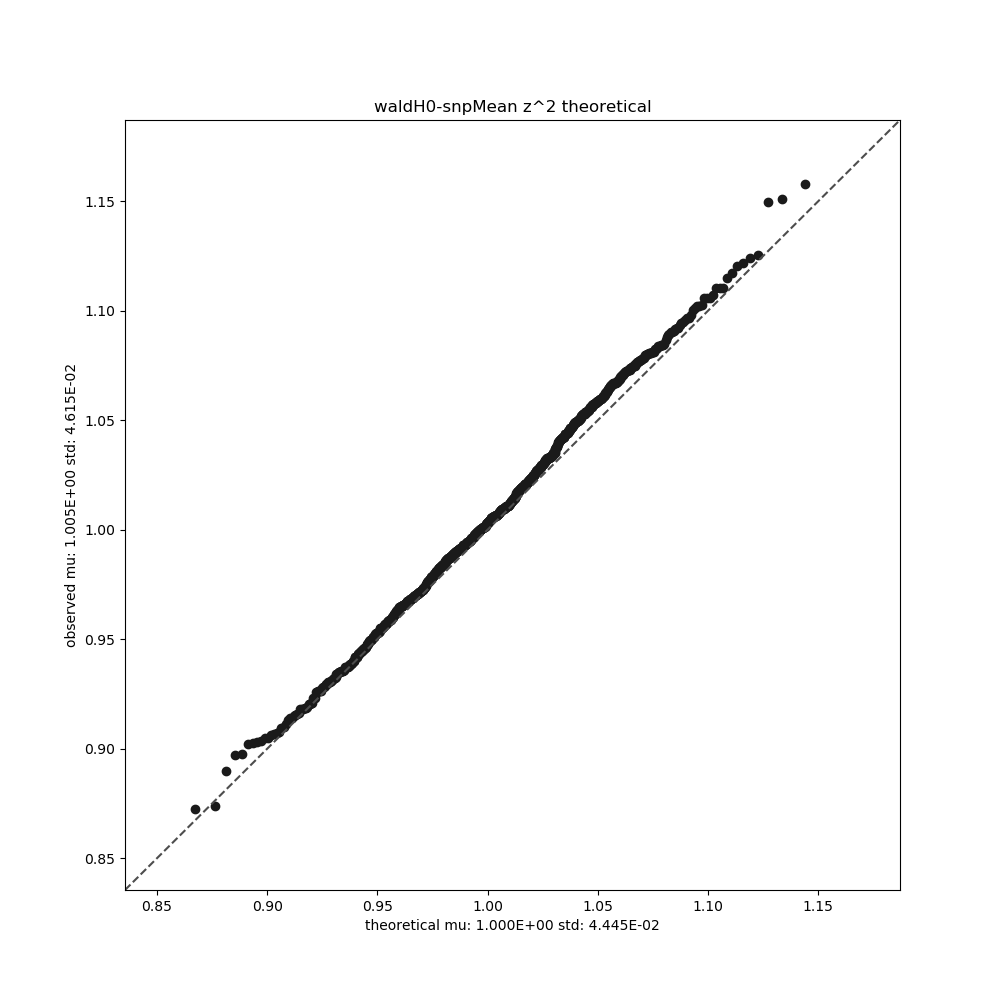 waldH0-snpMean z^2 theoretical
observed mu: 1.005E+00 std: 4.615E-02
1.15
1.10
1.05
1.00
0.95
0.90
0.85
0.85 0.90 0.95 1.00 1.05 1.10 1.15
theoretical mu: 1.000E+00 std: 4.445E-02